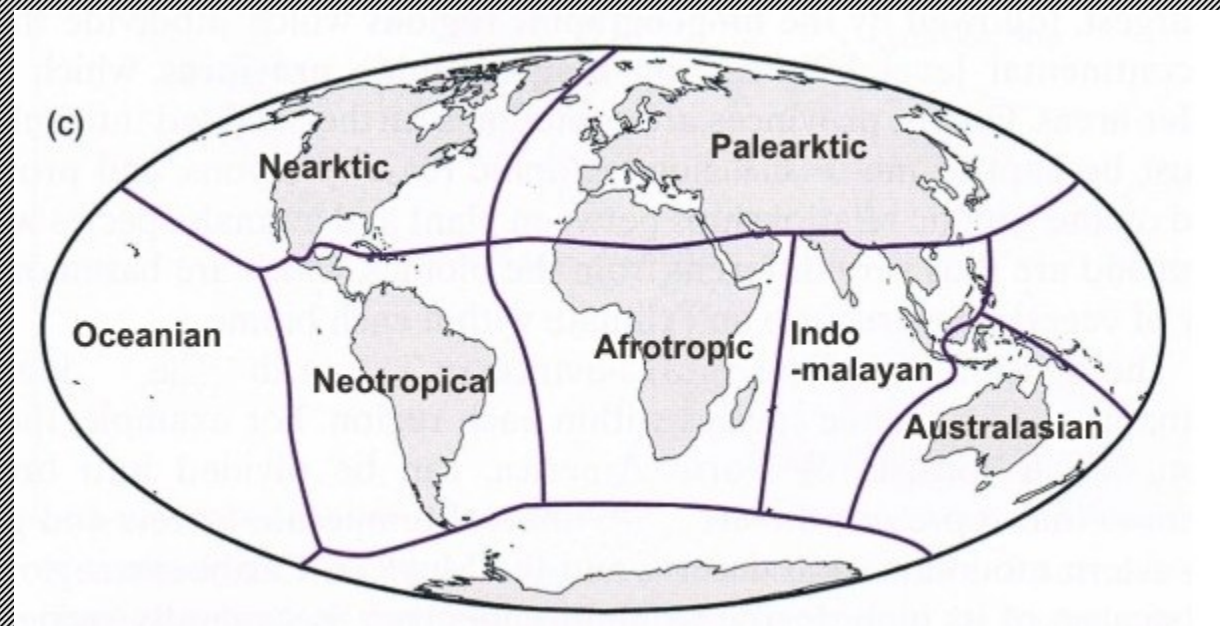 (c)
Nearktic
Palearktic
Oceanian
Neotropical
Afrotropic
Indo
-malayan
Australasian